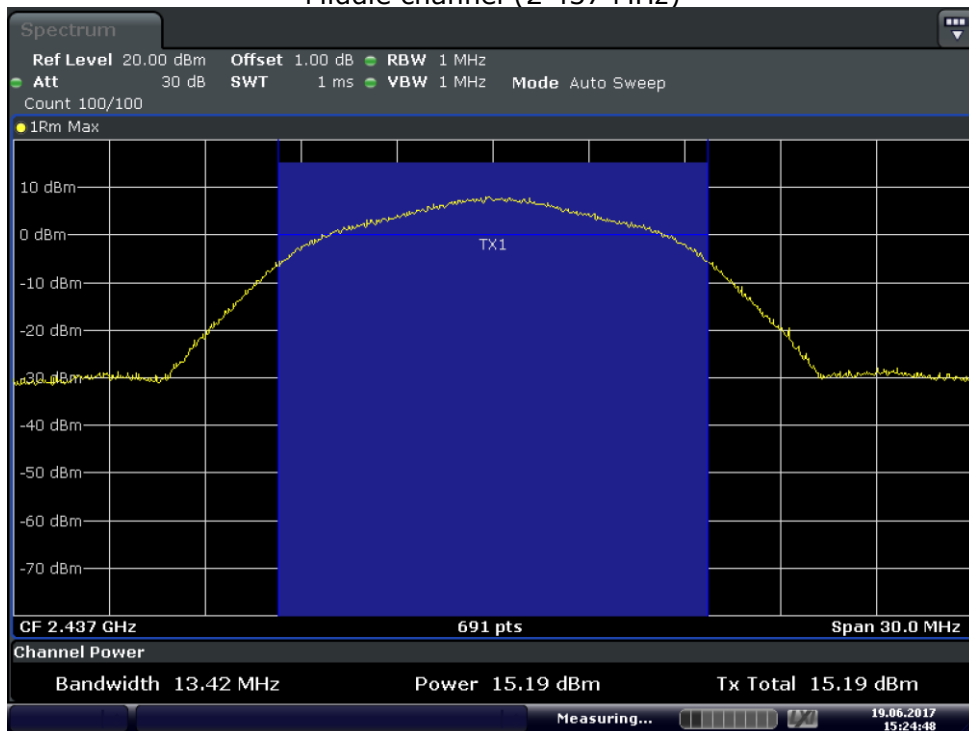 Middle channel (2 437 MHz)
Spectrum
Ref Level 20.00 dBm Offset 1.00 dB RBW 1 MHz
Att 30 dB SWT 1 ms VBW 1 MHz Mode Auto Sweep
Count 100/100
1Rm Max
10 dBm
0 dBm
TX1
-10 dBm
-20 dBm
-30 dBm
-40 dBm
-50 dBm
-60 dBm
-70 dBm
CF 2.437 GHz 691 pts Span 30.0 MHz
Channel Power
Bandwidth 13.42 MHz Power 15.19 dBm Tx Total 15.19 dBm
Measuring... 19.06.2017
15:24:48